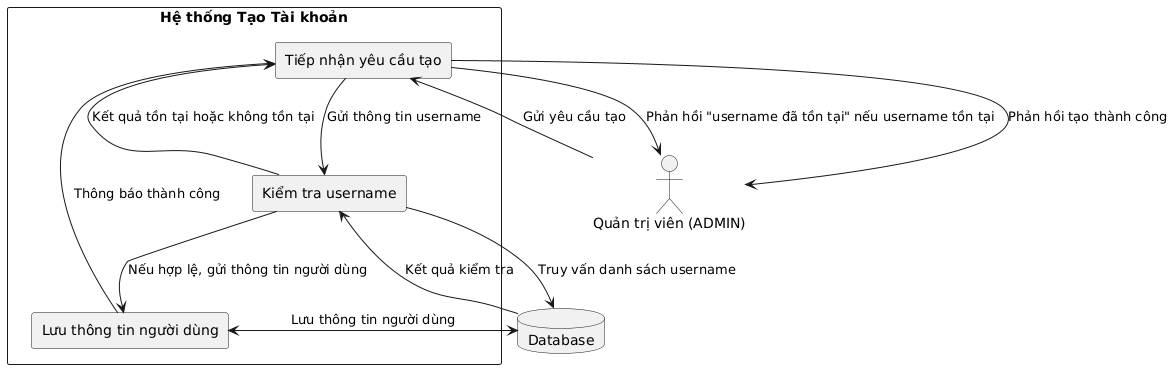 Hệ thống Tạo Tài khoản
Tiếp nhận yêu cầu tạo
Kết quả tồn tại hoặc không tồn tại
Gửi thông tin username
Gửi yêu cầu tạo
Phản hồi "username đã tồn tại" nếu username tồn tại
Phản hồi tạo thành công
Thông báo thành công
Kiểm tra username
Quản trị viên (ADMIN)
Nếu hợp lệ, gửi thông tin người dùng
Kết quả kiểm tra
Truy vấn danh sách username
Lưu thông tin người dùng
Lưu thông tin người dùng
Database